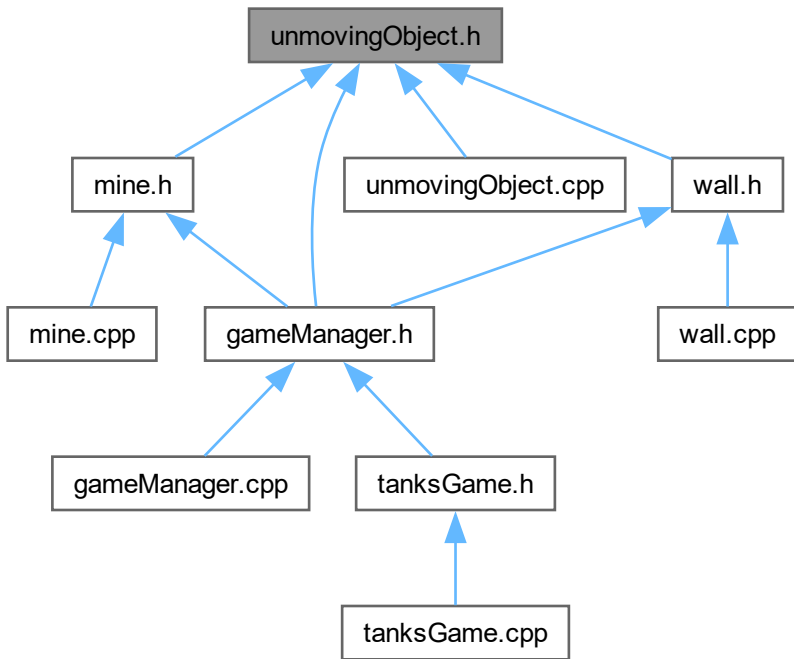 unmovingObject.h
mine.h
unmovingObject.cpp
wall.h
mine.cpp
gameManager.h
wall.cpp
gameManager.cpp
tanksGame.h
tanksGame.cpp